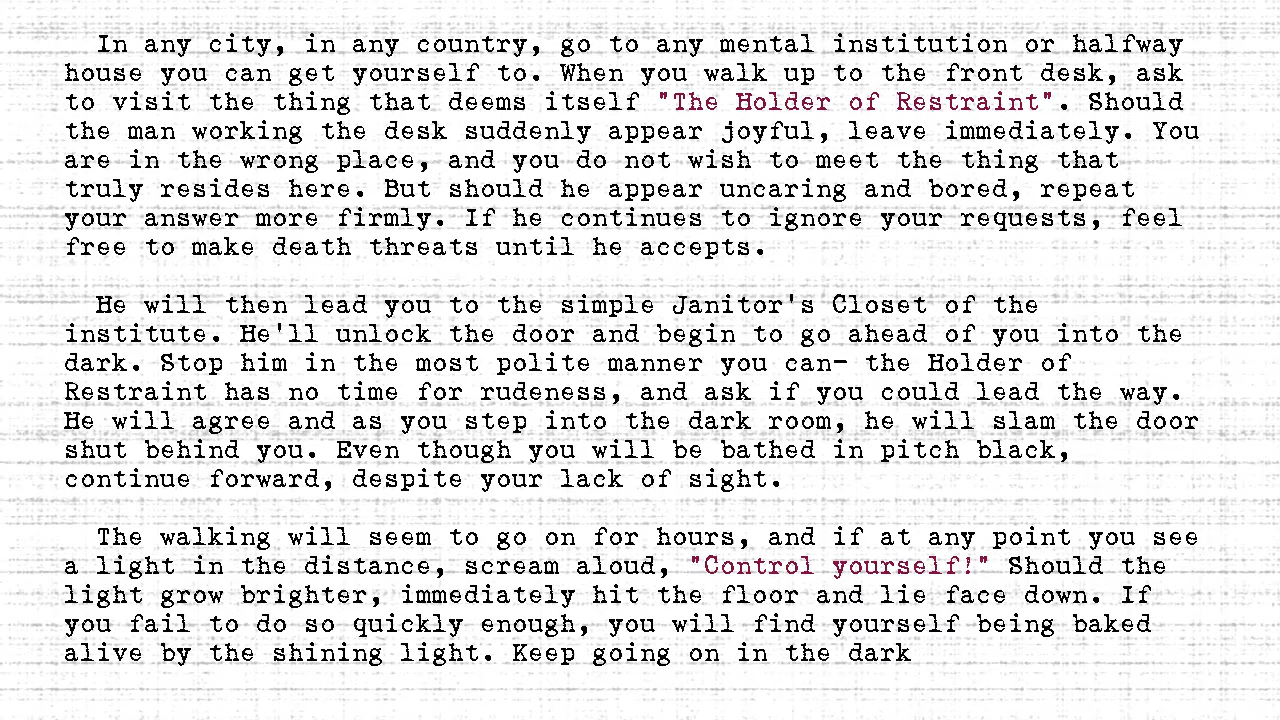 In any city, in any country, go to any mental institution or halfway
house you can get yourself to. When you walk up to the front desk, ask
to visit the thing that deems itself "The Holder of Restraint". Should
the man working the desk suddenly appear joyful, leave immediately. You
are in the wrong place, and you do not wish to meet the thing that
truly resides here. But should he appear uncaring and bored, repeat
your answer more firmly. If he continues to ignore your requests, feel
free to make death threats until he accepts.
He will then lead you to the simple Janitor's Closet of the
institute. He'll unlock the door and begin to go ahead of you into the
dark. Stop him in the most polite manner you can- the Holder of
Restraint has no time for rudeness, and ask if you could lead the way.
He will agree and as you step into the dark room, he will slam the door
shut behind you. Even though you will be bathed in pitch black,
continue forward, despite your lack of sight.
The walking will seem to go on for hours, and if at any point you see
a light in the distance, scream aloud, "Control yourself!" Should the
light grow brighter, immediately hit the floor and lie face down. If
you fail to do so quickly enough, you will find yourself being baked
alive by the shining light. Keep going on in the dark